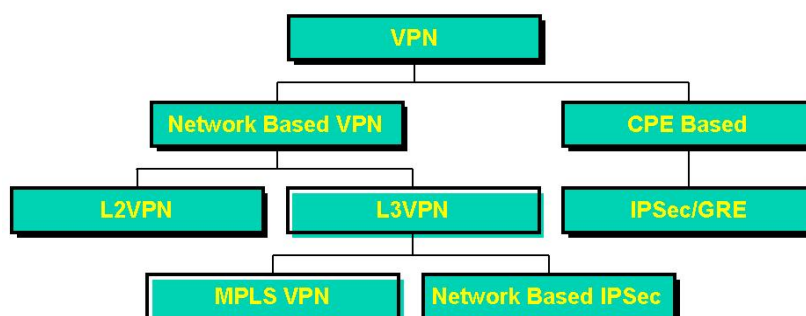 VPN
Network Based VPN
CPE Based
L2VPN
L3VPN
IPSec/GRE
MPLS VPN
Network Based IPSec